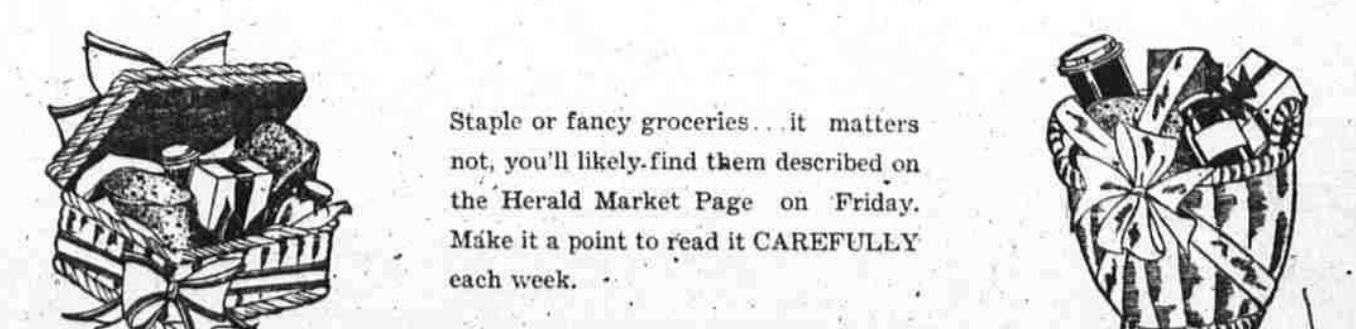 Staple or fancy groceries...it matters
not, you'll likely find them described on
the Herald Market Page on Friday.
Make it a point to read it CAREFULLY
each week.